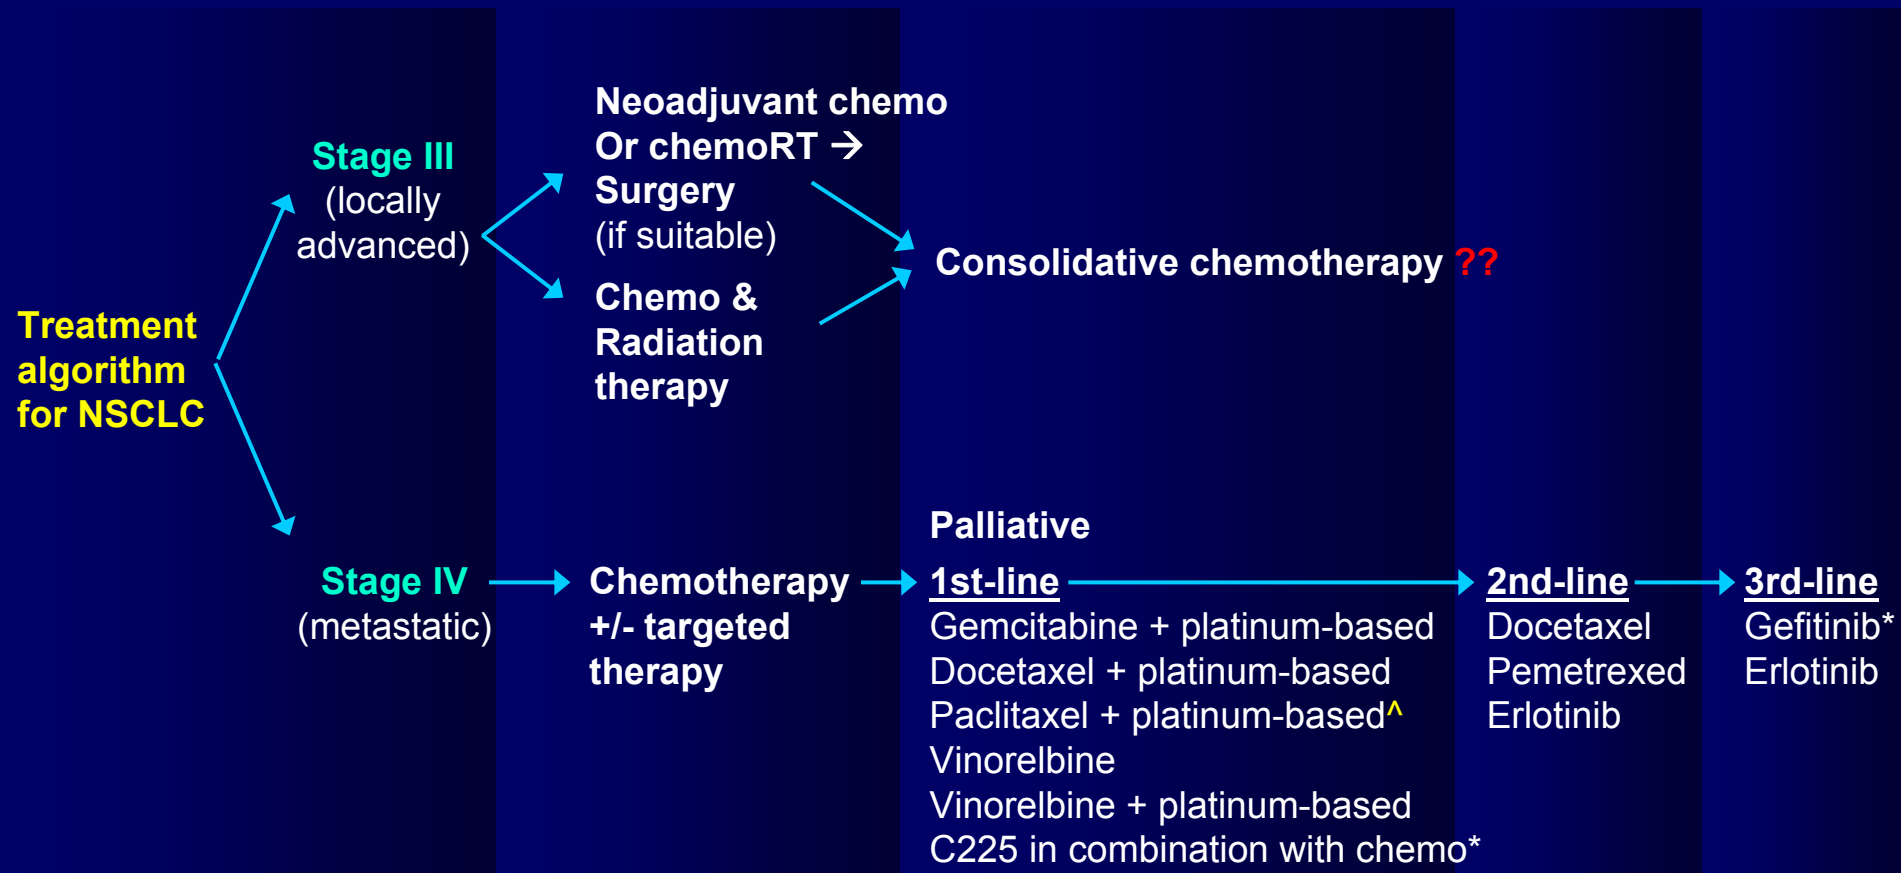 Treatment
algorithm
for NSCLC
Stage III
(locally
advanced)
Neoadjuvant chemo
Or chemoRT →
Surgery
(if suitable)
Chemo &
Radiation
therapy
Consolidative chemotherapy ??
Stage IV
(metastatic)
Chemotherapy
+/- targeted
therapy
Palliative
1st-line
Gemcitabine + platinum-based
Docetaxel + platinum-based
Paclitaxel + platinum-based^
Vinorelbine
Vinorelbine + platinum-based
C225 in combination with chemo*
2nd-line
Docetaxel
Pemetrexed
Erlotinib
3rd-line
Gefitinib*
Erlotinib